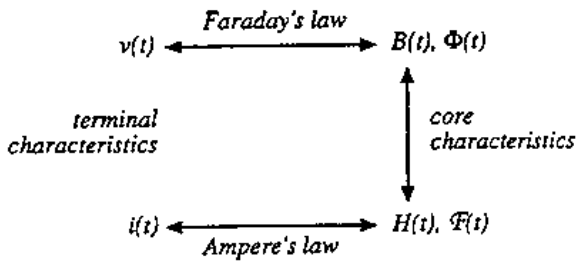 Faraday's law
v(t)
B(t), Φ(t)
terminal
characteristics
core
characteristics
i(t)
H(t), ℱ(t)
Ampere's law